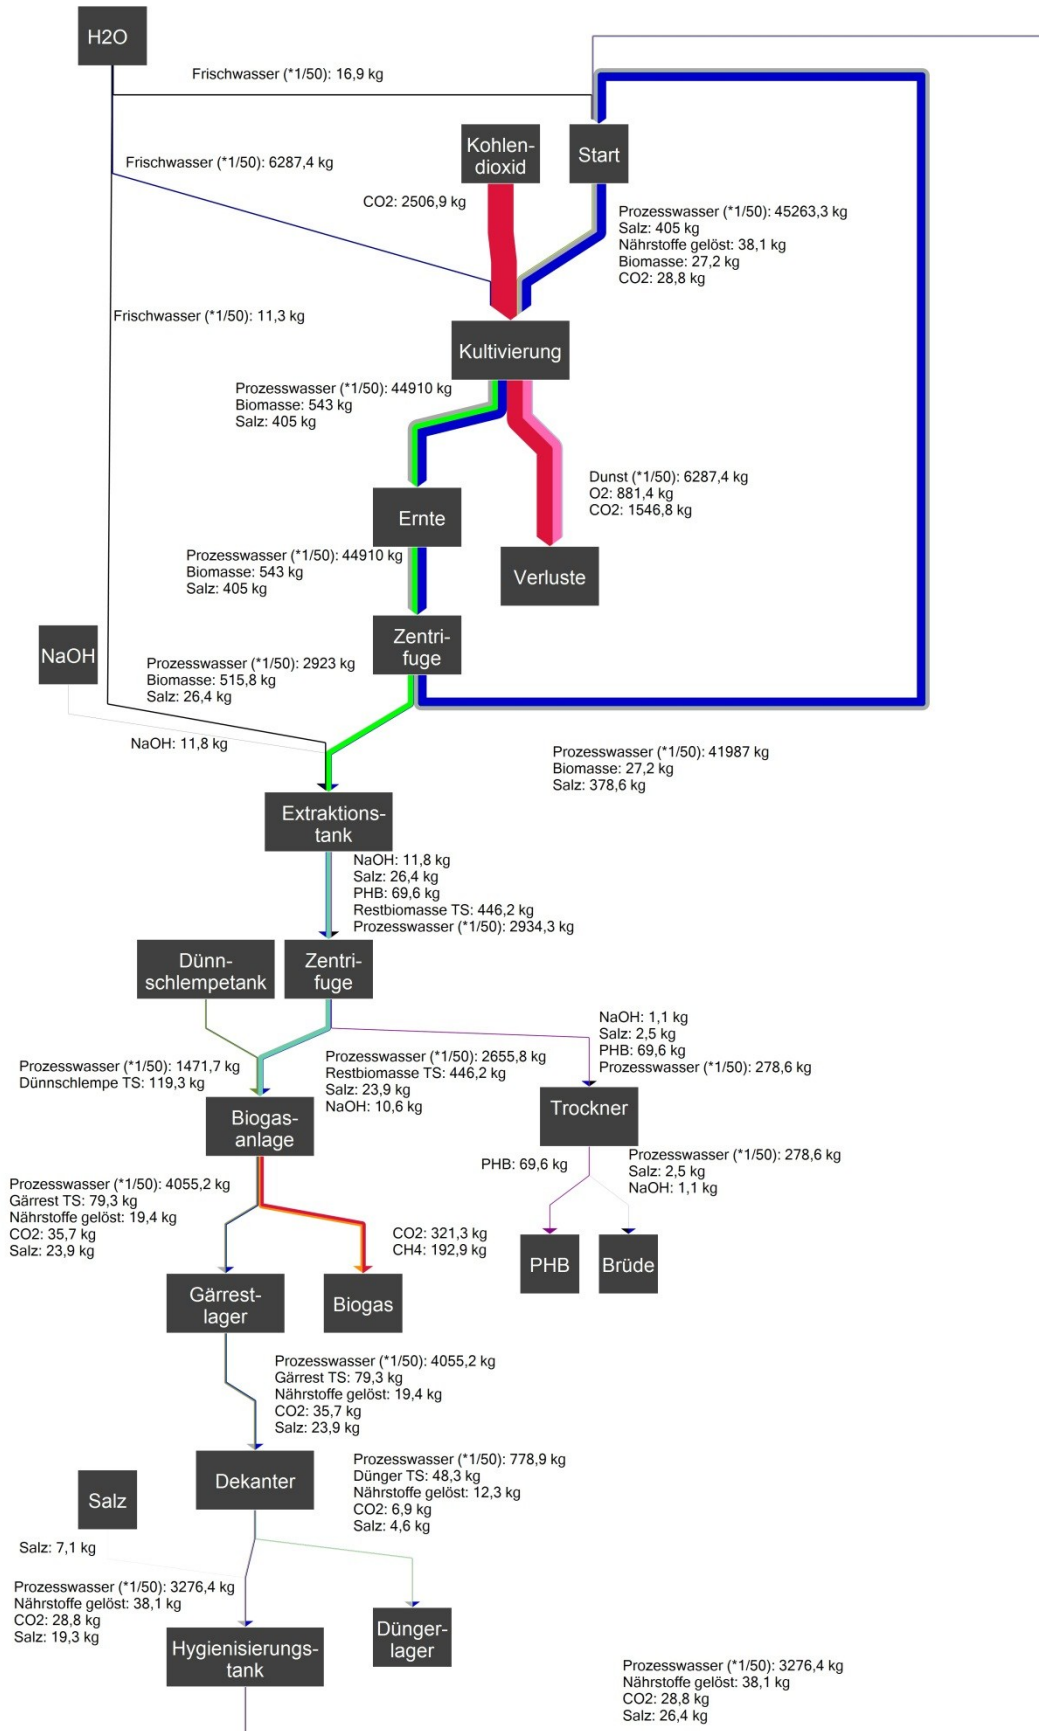 H2O
Frischwasser (*1/50): 16,9 kg
Kohlen-
dioxid
Start
Frischwasser (*1/50): 6287,4 kg
CO2: 2506,9 kg
Prozesswasser (*1/50): 45263,3 kg
Salz: 405 kg
Nährstoffe gelöst: 38,1 kg
Biomasse: 27,2 kg
CO2: 28,8 kg
Frischwasser (*1/50): 11,3 kg
Kultivierung
Prozesswasser (*1/50): 44910 kg
Biomasse: 543 kg
Salz: 405 kg
Dunst (*1/50): 6287,4 kg
O2: 881,4 kg
CO2: 1546,8 kg
Ernte
Verluste
Prozesswasser (*1/50): 44910 kg
Biomasse: 543 kg
Salz: 405 kg
Zentri-
fuge
NaOH
Prozesswasser (*1/50): 2923 kg
Biomasse: 515,8 kg
Salz: 26,4 kg
NaOH: 11,8 kg
Prozesswasser (*1/50): 41987 kg
Biomasse: 27,2 kg
Salz: 378,6 kg
Extraktions-
tank
NaOH: 11,8 kg
Salz: 26,4 kg
PHB: 69,6 kg
Restbiomasse TS: 446,2 kg
Prozesswasser (*1/50): 2934,3 kg
Dünn-
schlempetank
Zentri-
fuge
NaOH: 1,1 kg
Salz: 2,5 kg
PHB: 69,6 kg
Prozesswasser (*1/50): 278,6 kg
Prozesswasser (*1/50): 1471,7 kg
Dünnschlempe TS: 119,3 kg
Prozesswasser (*1/50): 2655,8 kg
Restbiomasse TS: 446,2 kg
Salz: 23,9 kg
NaOH: 10,6 kg
Biogas-
anlage
Trockner
PHB: 69,6 kg
Prozesswasser (*1/50): 278,6 kg
Salz: 2,5 kg
NaOH: 1,1 kg
Prozesswasser (*1/50): 4055,2 kg
Gärrest TS: 79,3 kg
Nährstoffe gelöst: 19,4 kg
CO2: 35,7 kg
Salz: 23,9 kg
CO2: 321,3 kg
CH4: 192,9 kg
PHB
Brüde
Gärrest-
lager
Biogas
Prozesswasser (*1/50): 4055,2 kg
Gärrest TS: 79,3 kg
Nährstoffe gelöst: 19,4 kg
CO2: 35,7 kg
Salz: 23,9 kg
Dekanter
Prozesswasser (*1/50): 778,9 kg
Dünger TS: 48,3 kg
Nährstoffe gelöst: 12,3 kg
CO2: 6,9 kg
Salz: 4,6 kg
Salz
Salz: 7,1 kg
Prozesswasser (*1/50): 3276,4 kg
Nährstoffe gelöst: 38,1 kg
CO2: 28,8 kg
Salz: 19,3 kg
Hygienisierungs-
tank
Dünger-
lager
Prozesswasser (*1/50): 3276,4 kg
Nährstoffe gelöst: 38,1 kg
CO2: 28,8 kg
Salz: 26,4 kg